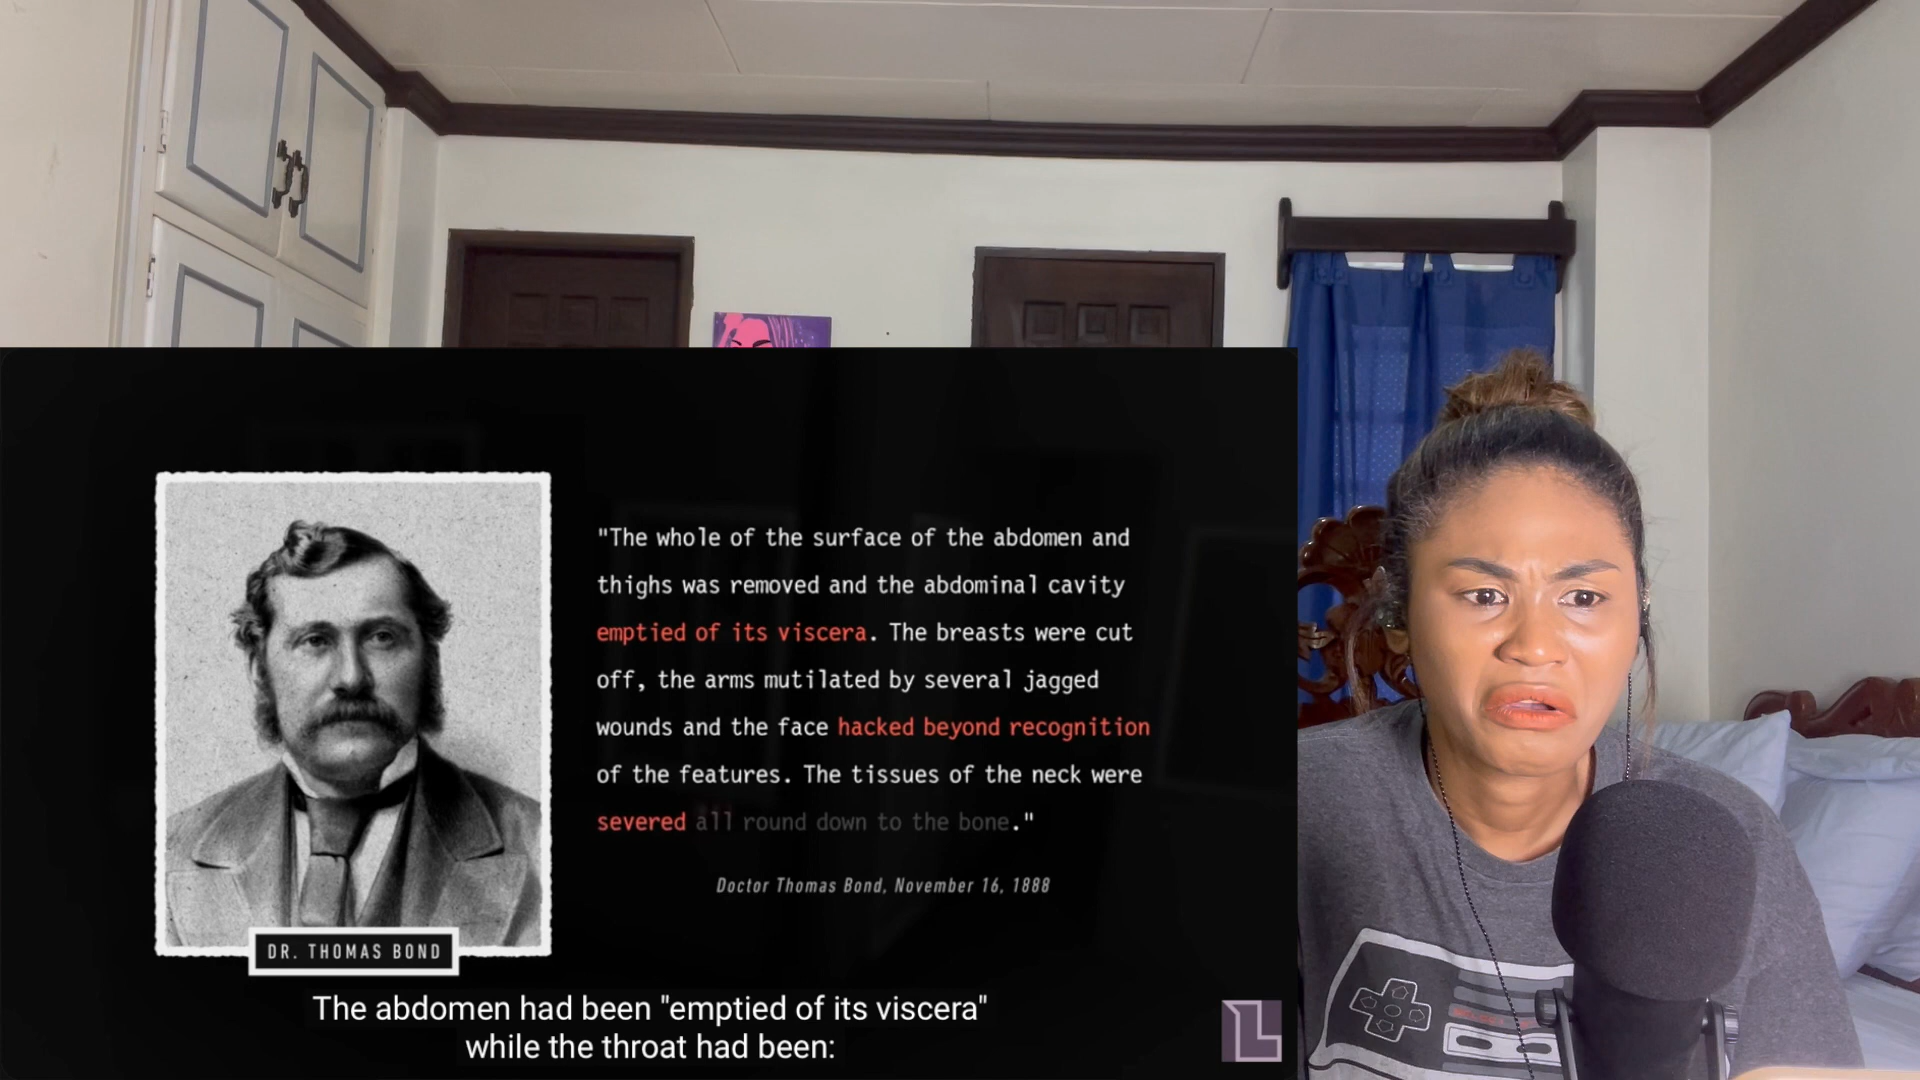 "The whole of the surface of the abdomen and
thighs was removed and the abdominal cavity
emptied of its viscera. The breasts were cut
off, the arms mutilated by several jagged
wounds and the face hacked beyond recognition
of the features. The tissues of the neck were
severed all round down to the bone."
Doctor Thomas Bond, November 16, 1888
DR. THOMAS BOND
The abdomen had been "emptied of its viscera"
while the throat had been: